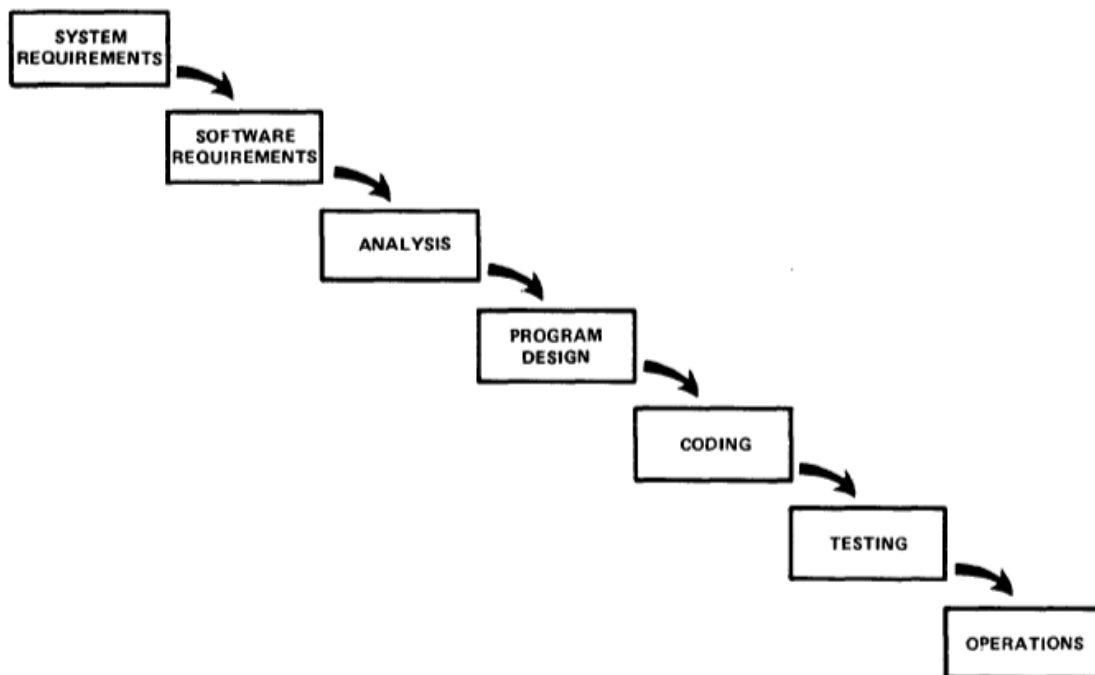 SYSTEM
REQUIREMENTS
SOFTWARE
REQUIREMENTS
ANALYSIS
PROGRAM
DESIGN
CODING
TESTING
OPERATIONS